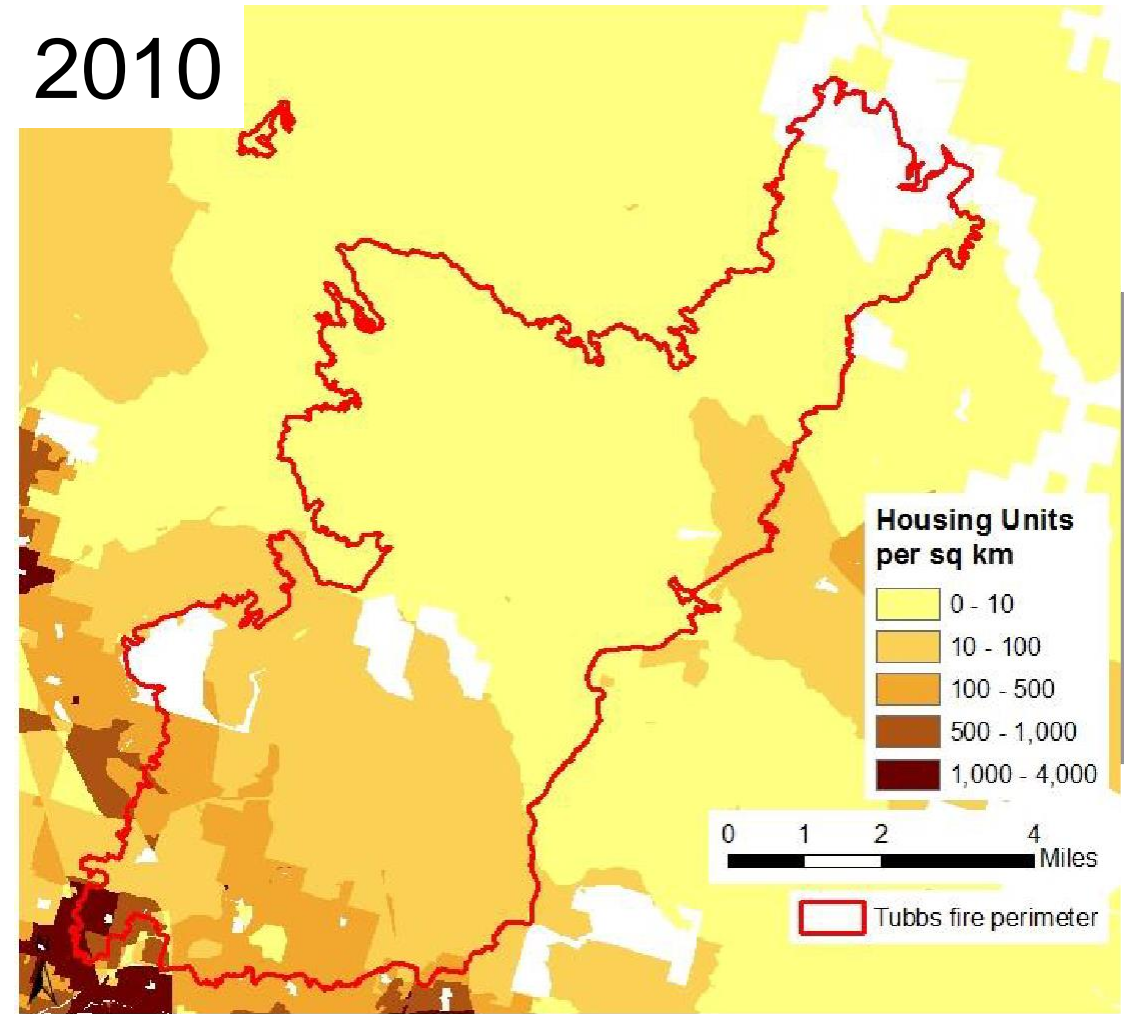 2010
Housing Units
per sq km
0 - 10
10 - 100
100 - 500
500 - 1,000
1,000 - 4,000
0 1 2 4
Miles
Tubbs fire perimeter